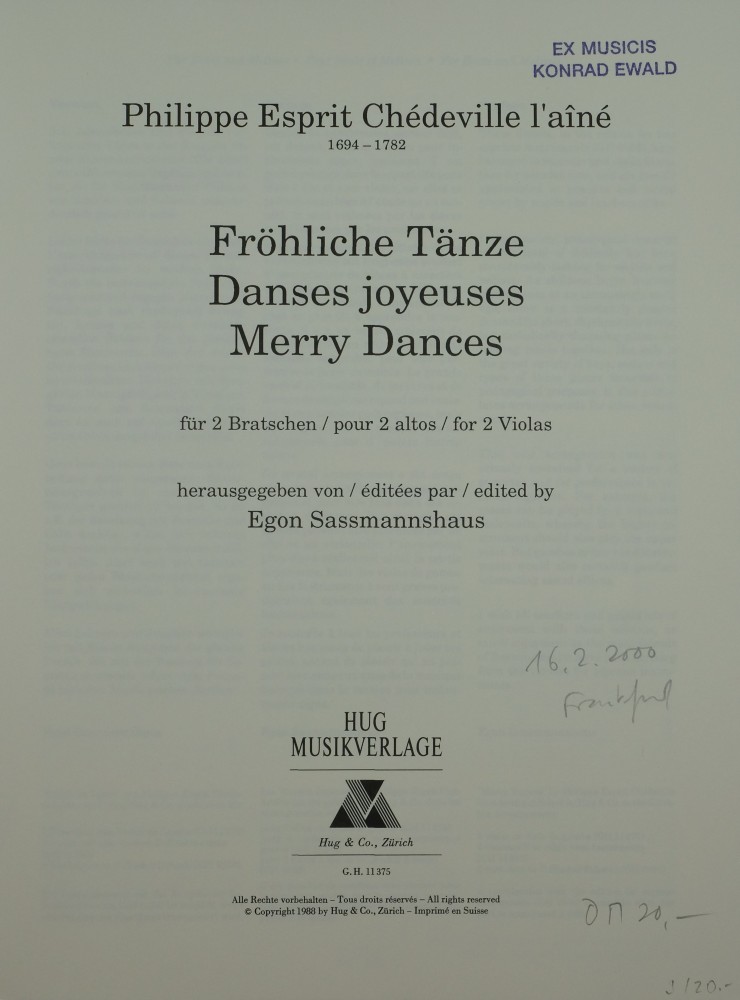 EX MUSICIS
KONRAD EWALD
Philippe Esprit Chédeville l'aîné
1694 – 1782
Fröhliche Tänze
Danses joyeuses
Merry Dances
für 2 Bratschen / pour 2 altos / for 2 Violas
herausgegeben von / éditées par / edited by
Egon Sassmannshaus
16.2.2000
Frankfurt
HUG
MUSIKVERLAGE
Hug & Co., Zürich
G. H. 11375
Alle Rechte vorbehalten – Tous droits réservés – All rights reserved
© Copyright 1988 by Hug & Co., Zürich – Imprimé en Suisse
DM 20,—